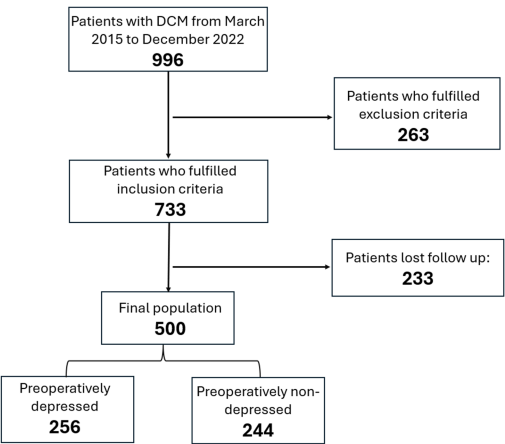 Patients with DCM from March
2015 to December 2022
996
Patients who fulfilled
exclusion criteria
263
Patients who fulfilled
inclusion criteria
733
Patients lost follow up:
233
Final population
500
Preoperatively
depressed
256
Preoperatively non-
depressed
244